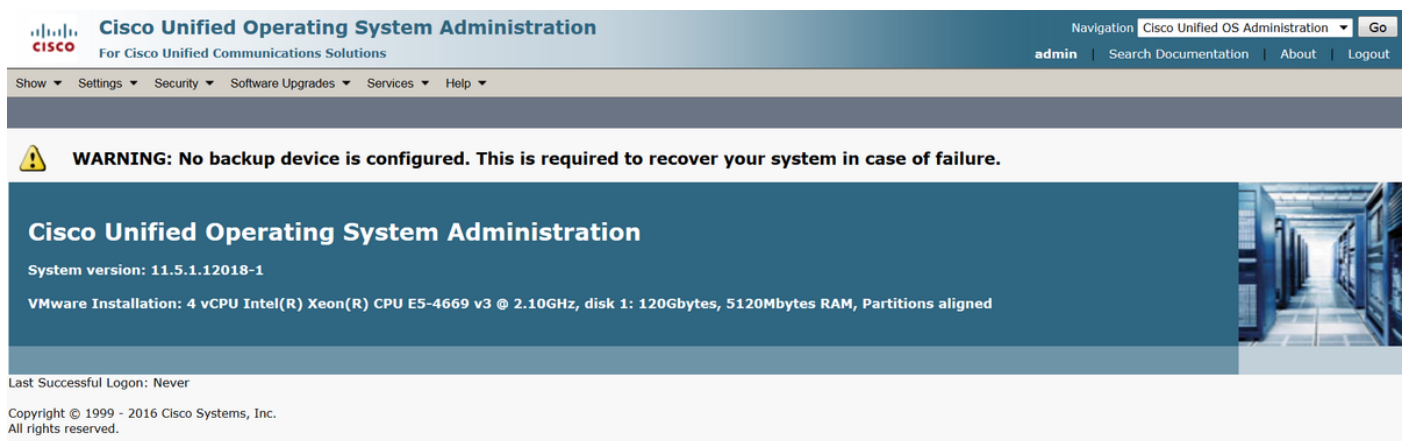 CISCO
Cisco Unified Operating System Administration
For Cisco Unified Communications Solutions
Navigation Cisco Unified OS Administration Go
admin | Search Documentation | About | Logout
Show Settings Security Software Upgrades Services Help
WARNING: No backup device is configured. This is required to recover your system in case of failure.
Cisco Unified Operating System Administration
System version: 11.5.1.12018-1
VMware Installation: 4 vCPU Intel(R) Xeon(R) CPU E5-4669 v3 @ 2.10GHz, disk 1: 120Gbytes, 5120Mbytes RAM, Partitions aligned
Last Successful Logon: Never
Copyright © 1999 - 2016 Cisco Systems, Inc.
All rights reserved.